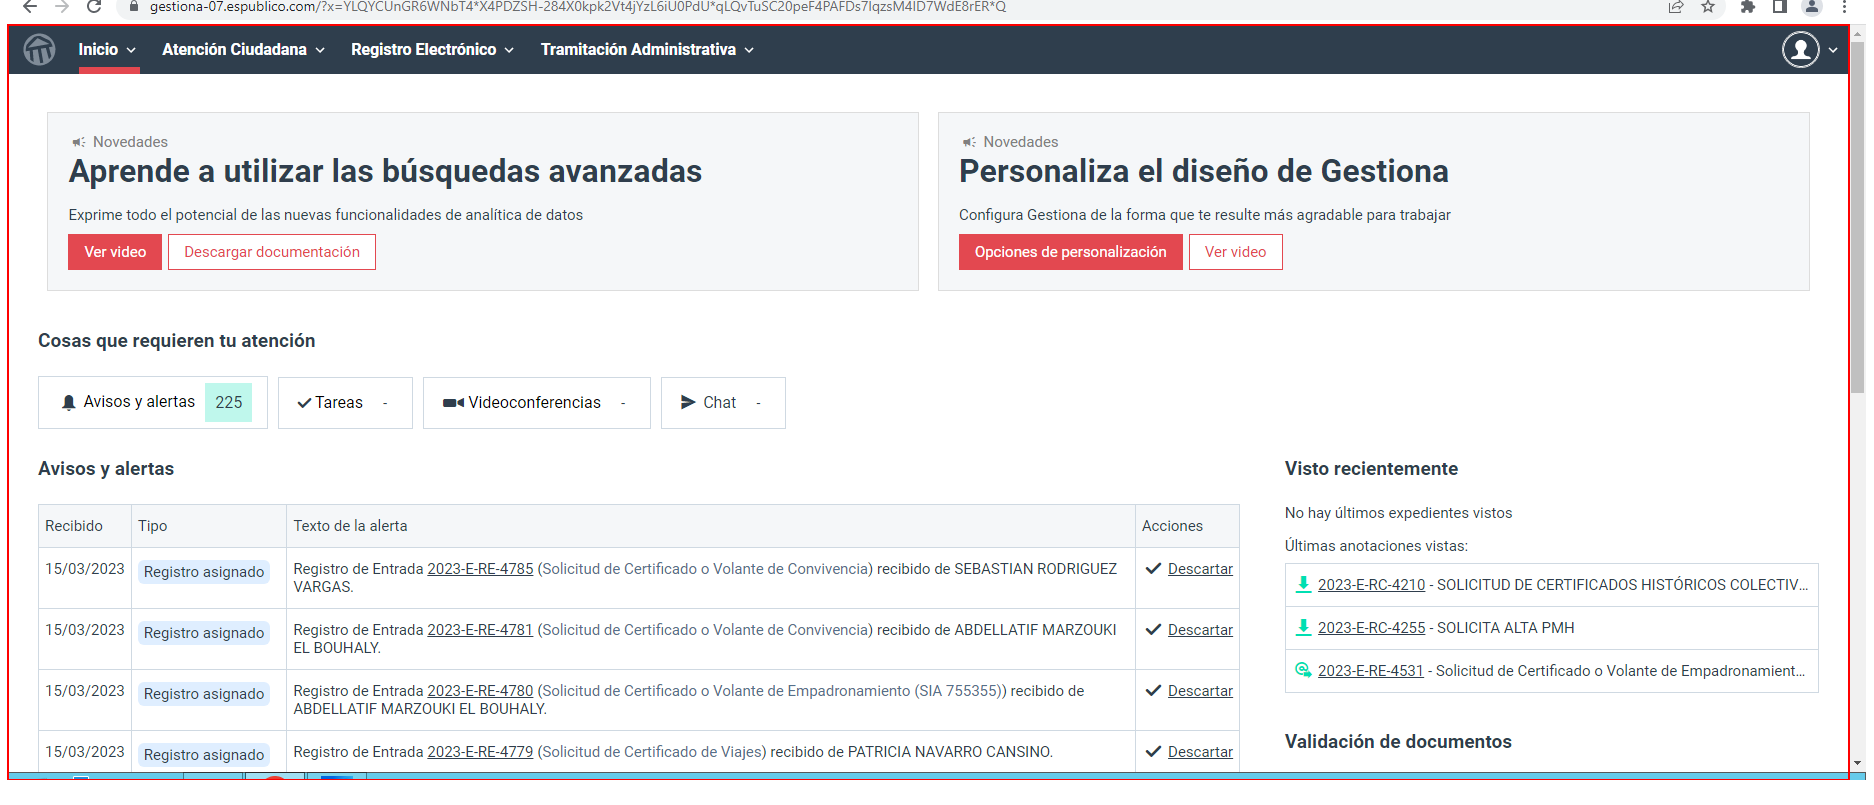 gestiona-07.espublico.com/?x=YLQYCUnGR6WNbT4*X4PDZSH-284X0kpk2Vt4jYzL6iU0PdU*qLQvTuSC20peF4PAFDs7IqzsM4ID7WdE8rER*Q
Inicio Atención Ciudadana Registro Electrónico Tramitación Administrativa
Novedades
Aprende a utilizar las búsquedas avanzadas
Exprime todo el potencial de las nuevas funcionalidades de analítica de datos
Ver video Descargar documentación
Novedades
Personaliza el diseño de Gestiona
Configura Gestiona de la forma que te resulte más agradable para trabajar
Opciones de personalización Ver video
Cosas que requieren tu atención
Avisos y alertas 225 Tareas - Videoconferencias - Chat -
Avisos y alertas
Recibido Tipo Texto de la alerta Acciones
15/03/2023 Registro asignado Registro de Entrada 2023-E-RE-4785 (Solicitud de Certificado o Volante de Convivencia) recibido de SEBASTIAN RODRIGUEZ Descartar
VARGAS.
15/03/2023 Registro asignado Registro de Entrada 2023-E-RE-4781 (Solicitud de Certificado o Volante de Convivencia) recibido de ABDELLATIF MARZOUKI Descartar
EL BOUHALY.
15/03/2023 Registro asignado Registro de Entrada 2023-E-RE-4780 (Solicitud de Certificado o Volante de Empadronamiento (SIA 755355)) recibido de Descartar
ABDELLATIF MARZOUKI EL BOUHALY.
15/03/2023 Registro asignado Registro de Entrada 2023-E-RE-4779 (Solicitud de Certificado de Viajes) recibido de PATRICIA NAVARRO CANSINO. Descartar
Visto recientemente
No hay últimos expedientes vistos
Últimas anotaciones vistas:
2023-E-RC-4210 - SOLICITUD DE CERTIFICADOS HISTÓRICOS COLECTIV...
2023-E-RC-4255 - SOLICITA ALTA PMH
2023-E-RE-4531 - Solicitud de Certificado o Volante de Empadronamient...
Validación de documentos